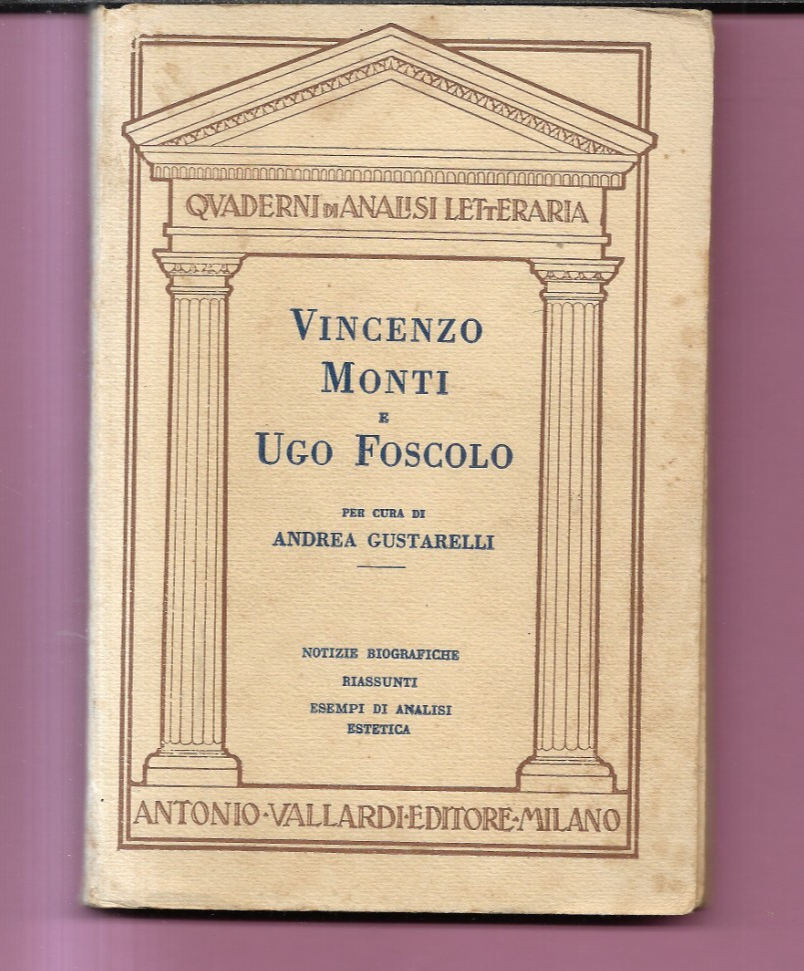 QVADERNI DI ANALISI LETTERARIA
VINCENZO
MONTI
E
UGO FOSCOLO
PER CURA DI
ANDREA GUSTARELLI
NOTIZIE BIOGRAFICHE
RIASSUNTI
ESEMPI DI ANALISI
ESTETICA
ANTONIO·VALLARDI·EDITORE·MILANO